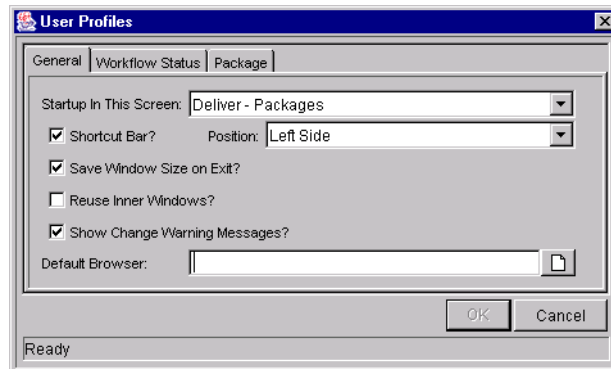 User Profiles
General Workflow Status Package
Startup In This Screen: Deliver - Packages
Shortcut Bar? Position: Left Side
Save Window Size on Exit?
Reuse Inner Windows?
Show Change Warning Messages?
Default Browser:
OK Cancel
Ready